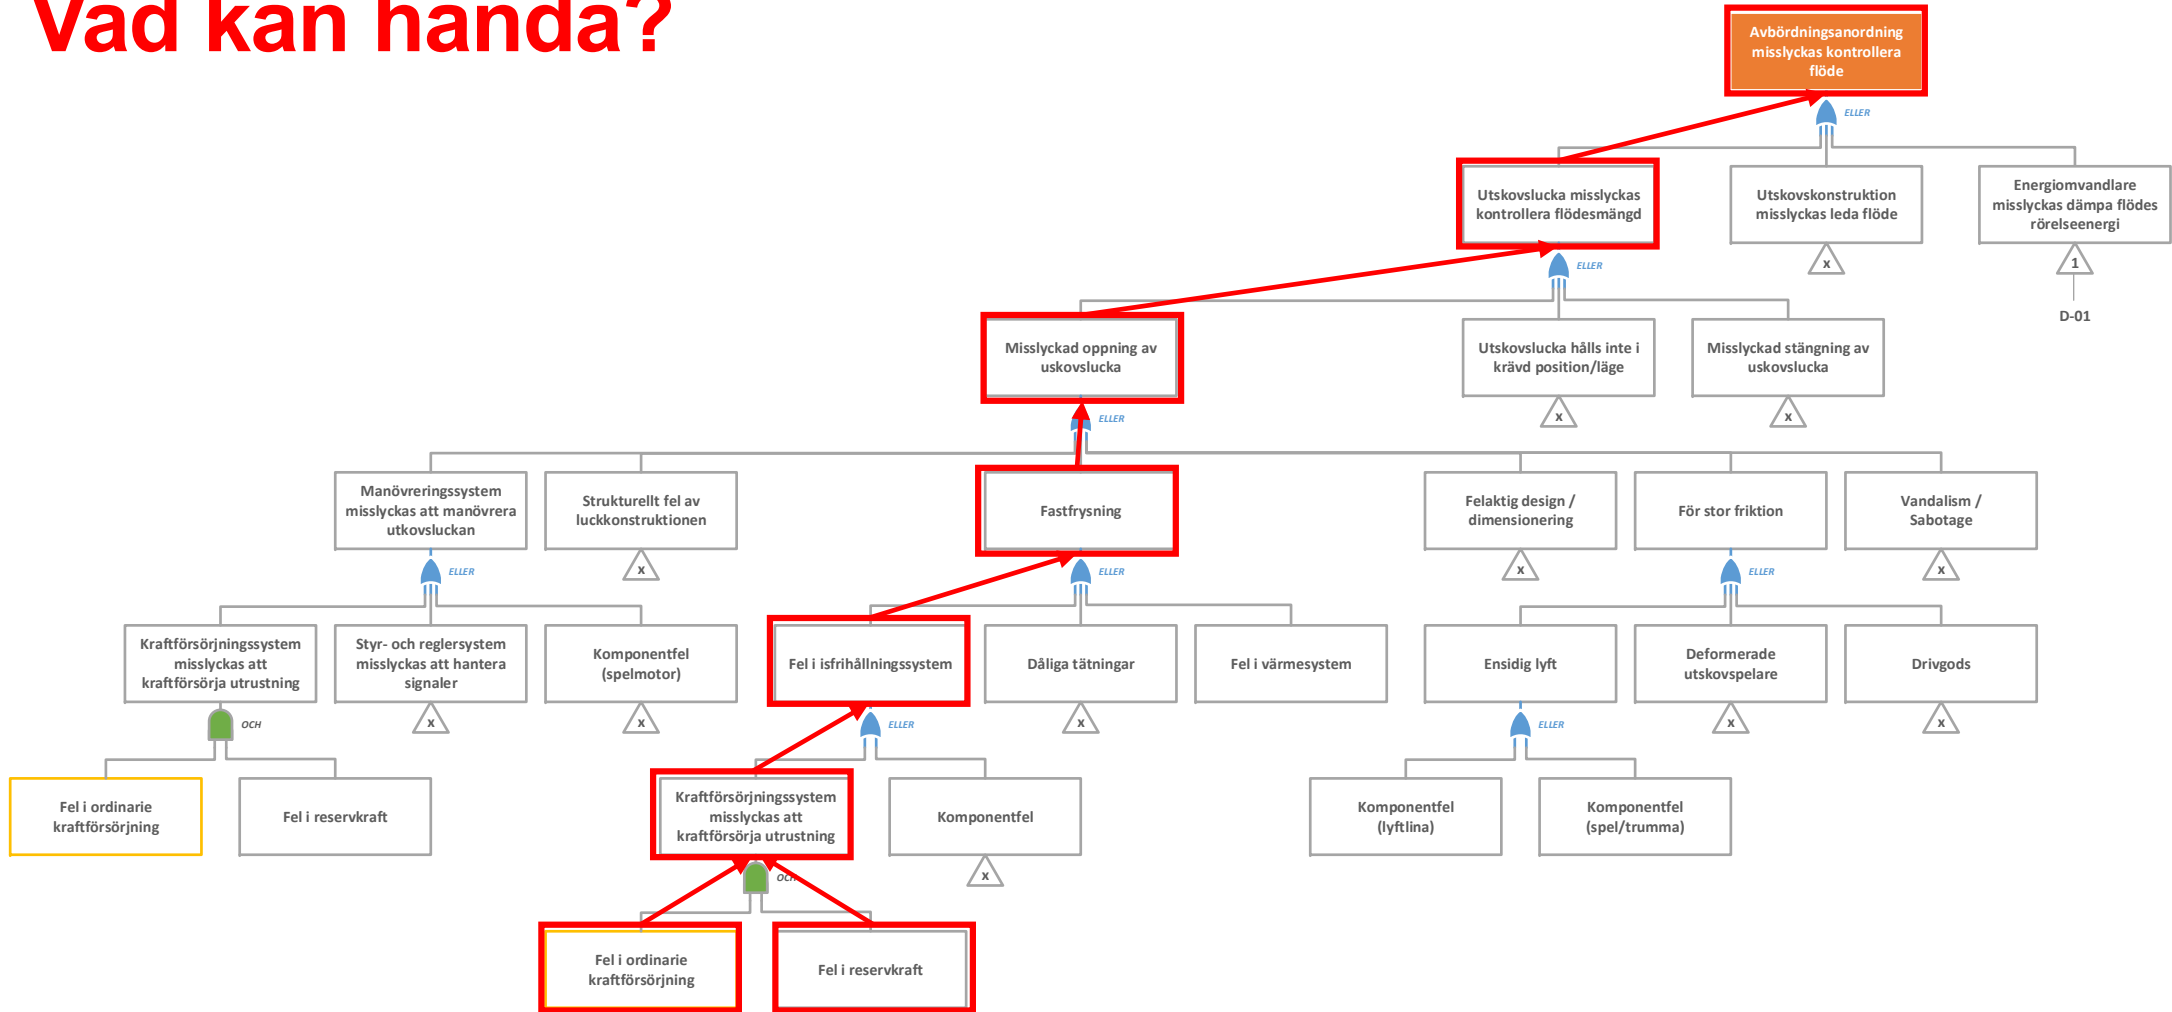 Vad kan hända?
Avbördningsanordning
misslyckas kontrollera
flöde
ELLER
Utskovslucka misslyckas
kontrollera flödesmängd
Utskovskonstruktion
misslyckas leda flöde
Energiomvandlare
misslyckas dämpa flödes
rörelseenergi
ELLER
x
1
D-01
Misslyckad oppning av
uskovslucka
Utskovslucka hålls inte i
krävd position/läge
Misslyckad stängning av
uskovslucka
ELLER
x
x
Manövreringssystem
misslyckas att manövrera
utkovsluckan
Strukturellt fel av
luckkonstruktionen
Fastfrysning
Felaktig design /
dimensionering
För stor friktion
Vandalism /
Sabotage
ELLER
x
ELLER
x
ELLER
x
Kraftförsörjningssystem
misslyckas att
kraftförsörja utrustning
Styr- och reglersystem
misslyckas att hantera
signaler
Komponentfel
(spelmotor)
Fel i isfrihållningssystem
Dåliga tätningar
Fel i värmesystem
Ensidig lyft
Deformerade
utskovspelare
Drivgods
OCH
x
x
ELLER
x
ELLER
x
x
Fel i ordinarie
kraftförsörjning
Fel i reservkraft
Kraftförsörjningssystem
misslyckas att
kraftförsörja utrustning
Komponentfel
Komponentfel
(lyftlina)
Komponentfel
(spel/trumma)
OCH
x
Fel i ordinarie
kraftförsörjning
Fel i reservkraft